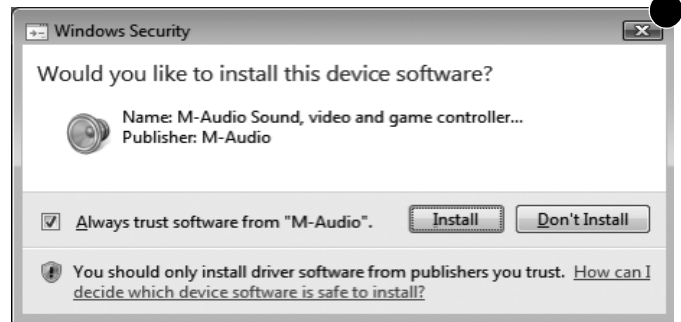 Windows Security
Would you like to install this device software?
Name: M-Audio Sound, video and game controller...
Publisher: M-Audio
Always trust software from "M-Audio".
Install
Don't Install
You should only install driver software from publishers you trust. How can I
decide which device software is safe to install?